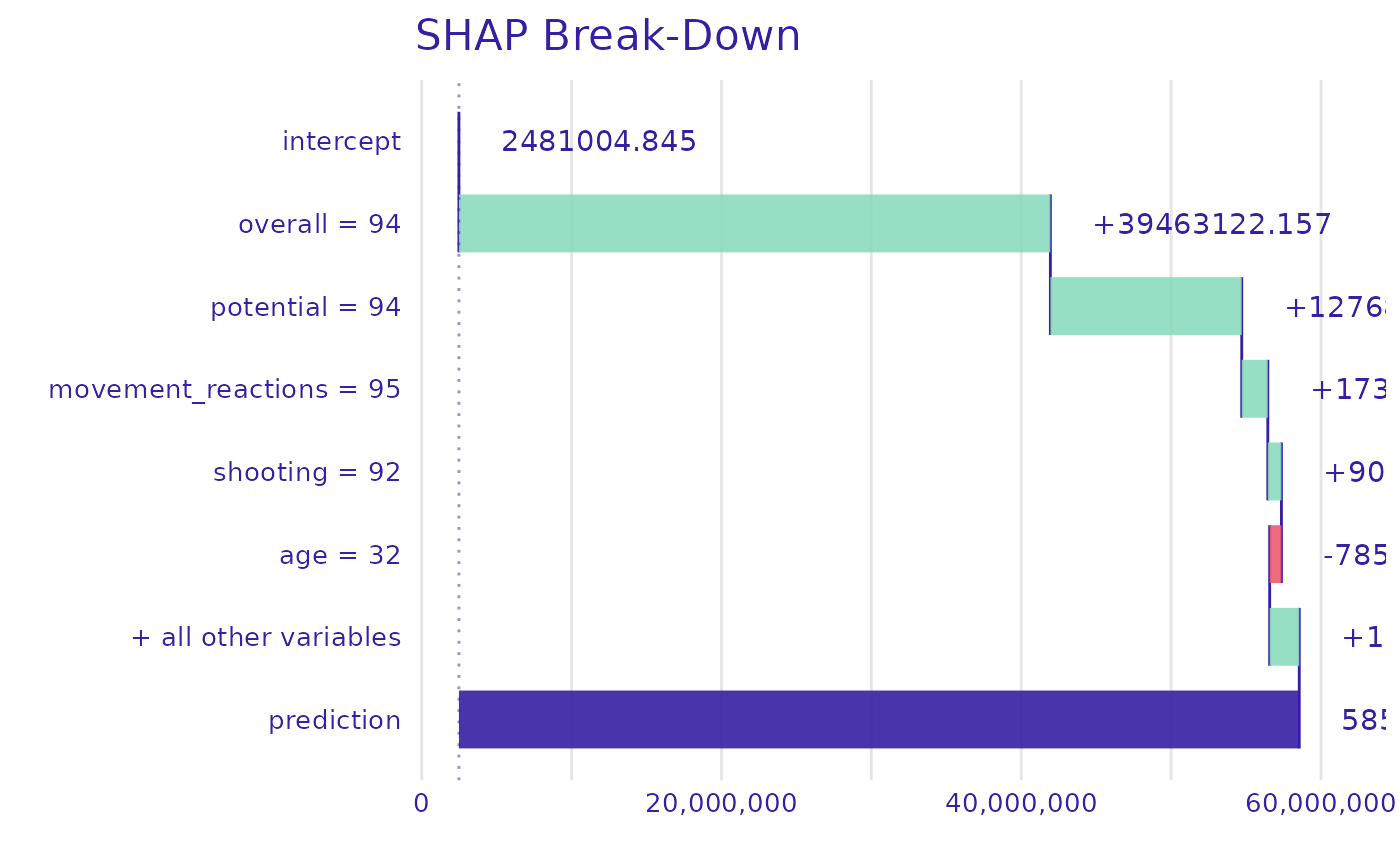 SHAP Break-Down
intercept 2481004.845
overall = 94 +39463122.157
potential = 94 +1276
movement_reactions = 95 +173
shooting = 92 +90
age = 32 -785
+ all other variables +1
prediction 585
0 20,000,000 40,000,000 60,000,000